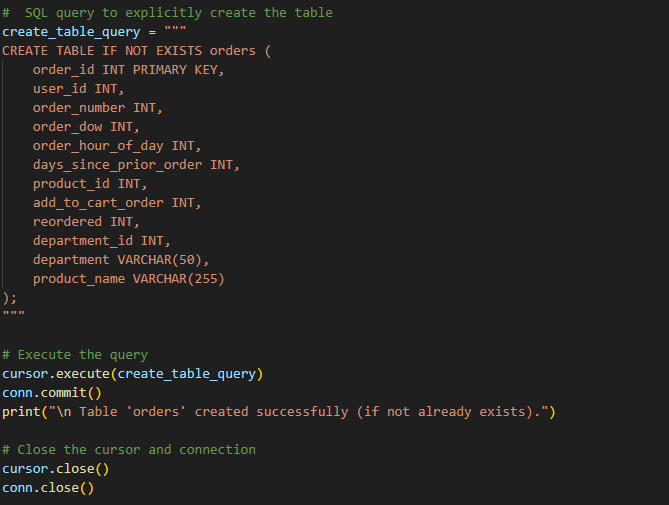 #  SQL query to explicitly create the table
create_table_query = """
CREATE TABLE IF NOT EXISTS orders (
    order_id INT PRIMARY KEY,
    user_id INT,
    order_number INT,
    order_dow INT,
    order_hour_of_day INT,
    days_since_prior_order INT,
    product_id INT,
    add_to_cart_order INT,
    reordered INT,
    department_id INT,
    department VARCHAR(50),
    product_name VARCHAR(255)
);
"""

# Execute the query
cursor.execute(create_table_query)
conn.commit()
print("\n Table 'orders' created successfully (if not already exists).")

# Close the cursor and connection
cursor.close()
conn.close()